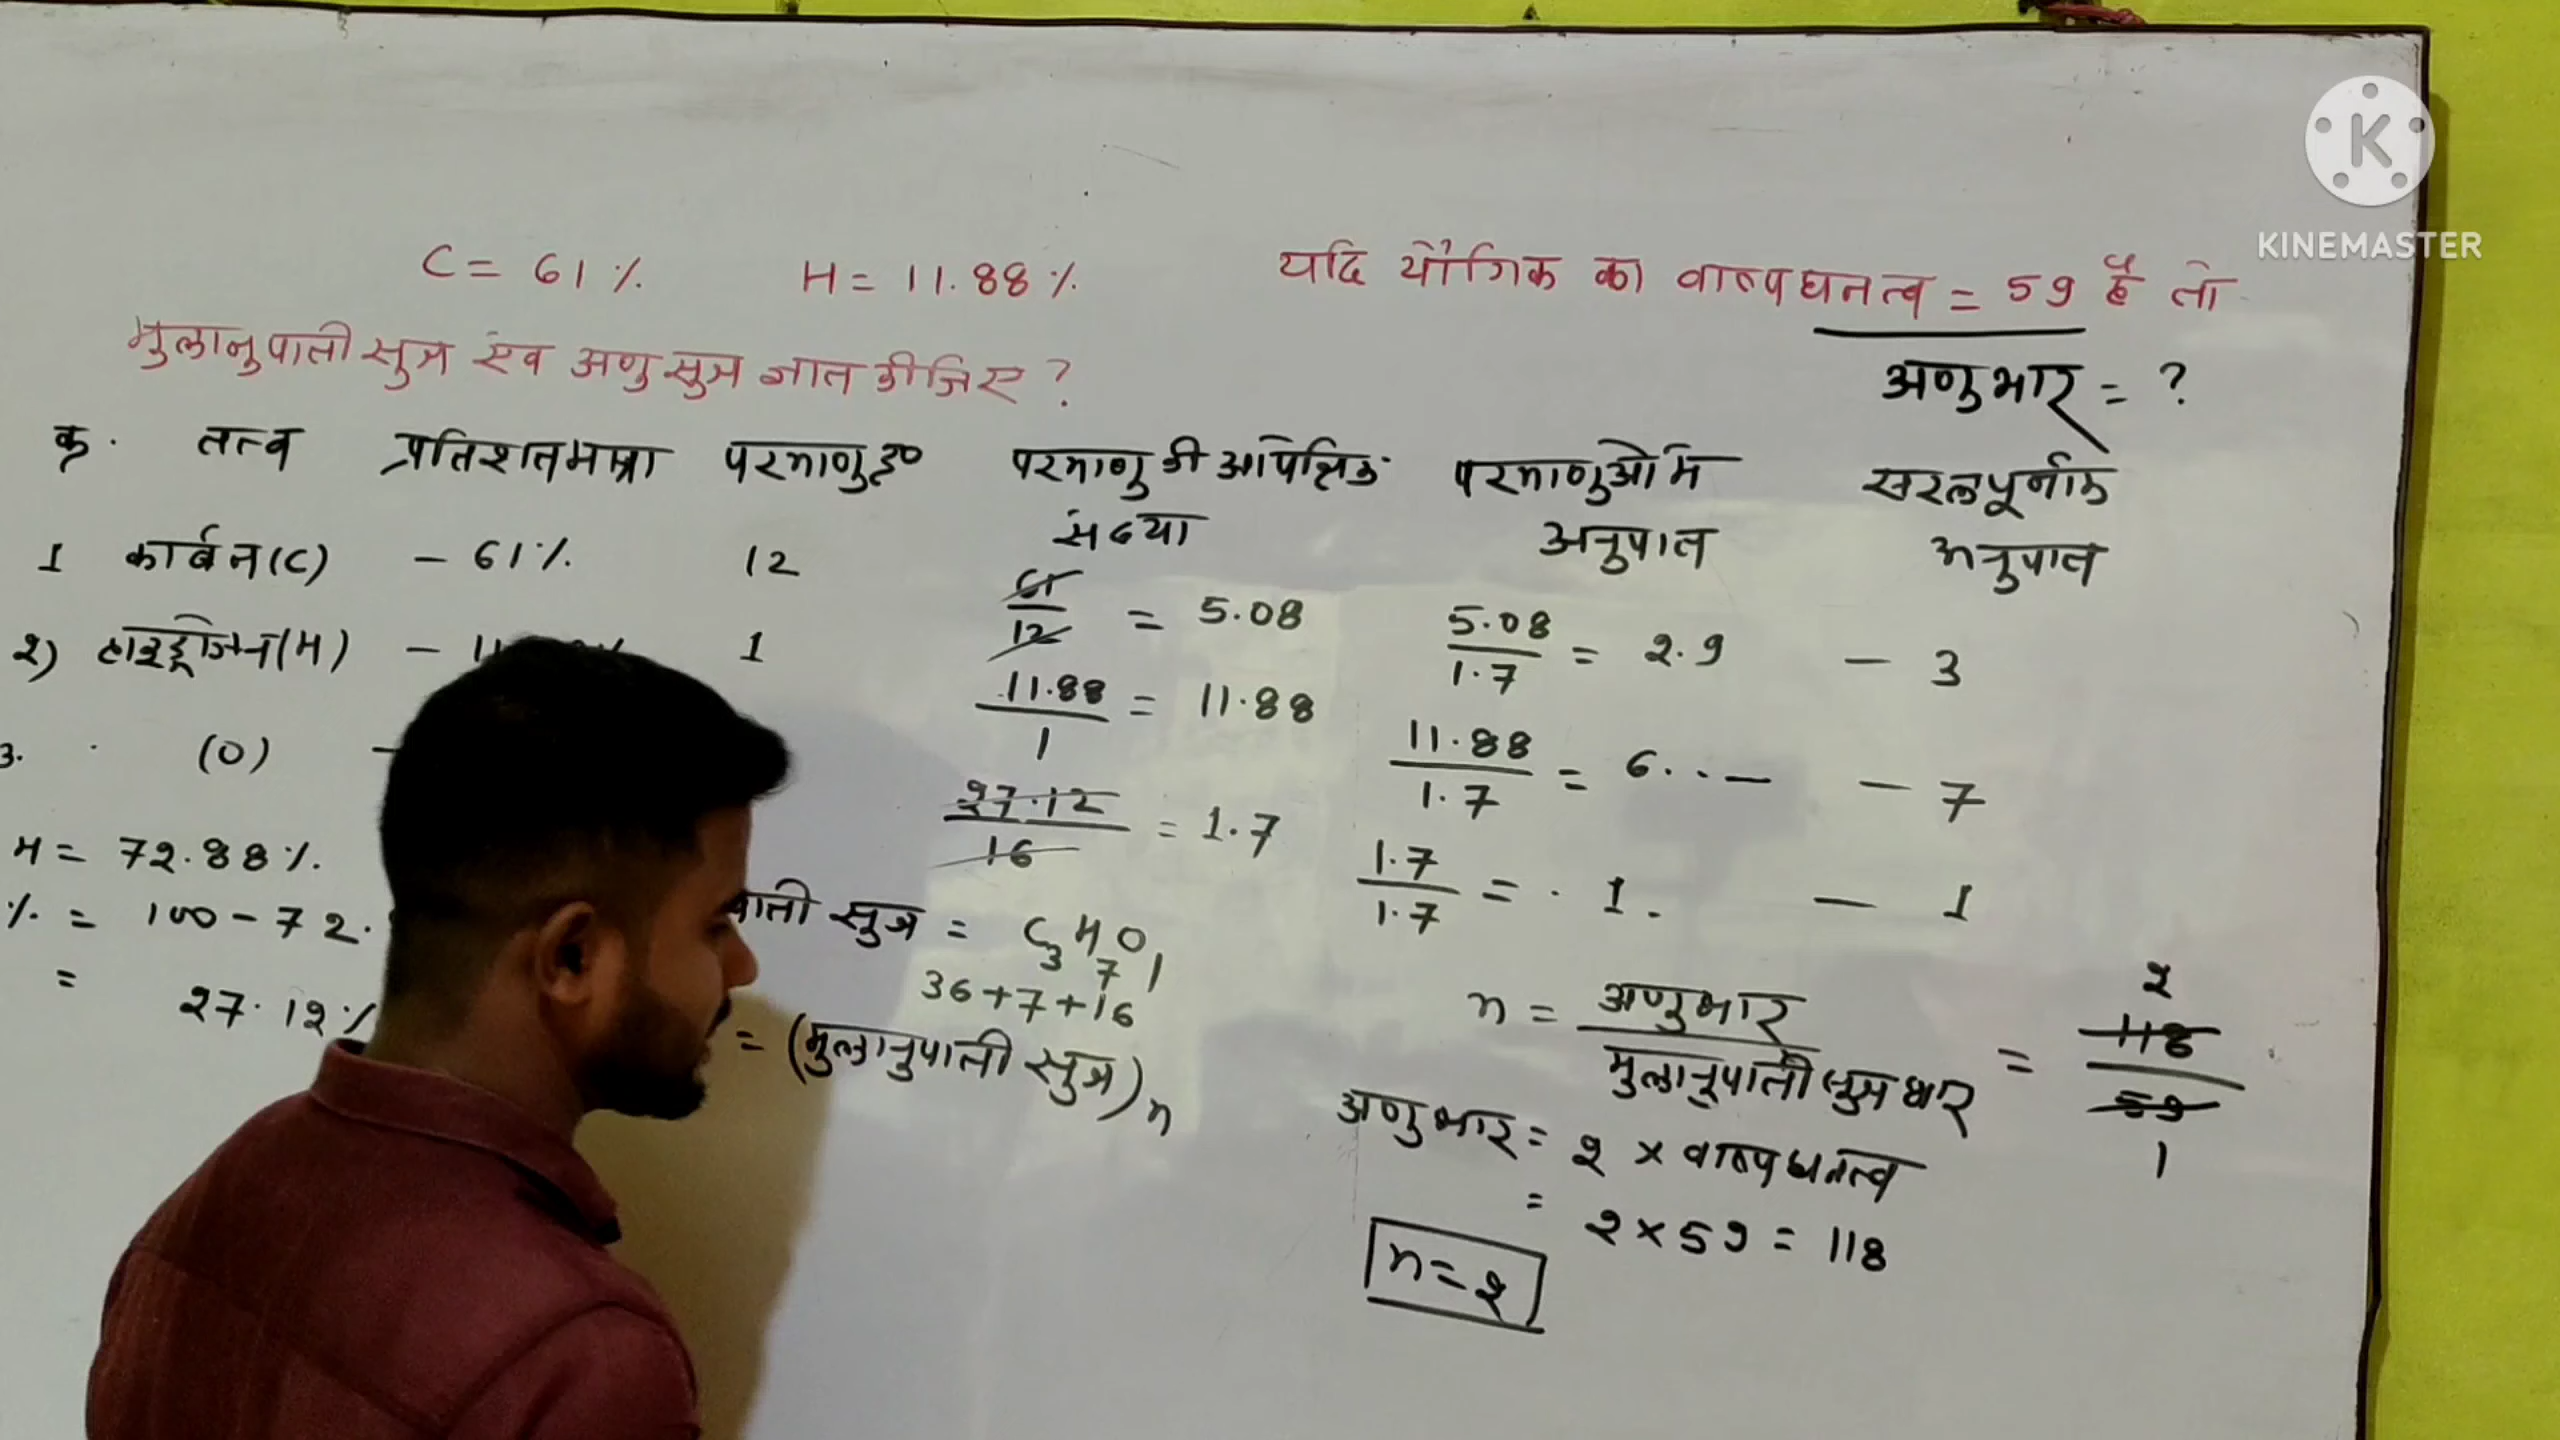 K
KINEMASTER
C = 61 % H = 11.88 % यदि यौगिक का वाष्पघनत्व = 59 है तो
मुलानुपाती सुत्र एंव अणुसुत्र ज्ञात कीजिए ?
अणुभार = ?
क्र. तत्व प्रतिशतमात्रा परमाणु द्र० परमाणु की आपेक्षिक परमाणुओमे सरलपूर्णांक
संख्या अनुपात अनुपात
1 कार्बन (C) – 61 % 12 61/12 = 5.08 5.08/1.7 = 2.9 – 3
2) हाइड्रोजन (H) – 1 11.88/1 = 11.88 11.88/1.7 = 6... – – 7
3. (O) – 27.12/16 = 1.7 1.7/1.7 = . 1. – 1
H = 72.88 %.
% = 100 – 72.
= 27.12 %
पाती सुत्र = C3H7O1
36+7+16
= (मुलानुपाती सुत्र)n
n = अणुभार/मुलानुपाती सुत्र भार = 118/59 2 1
अणुभार = 2 × वाष्पघनत्व
= 2 × 59 = 118
n = 2